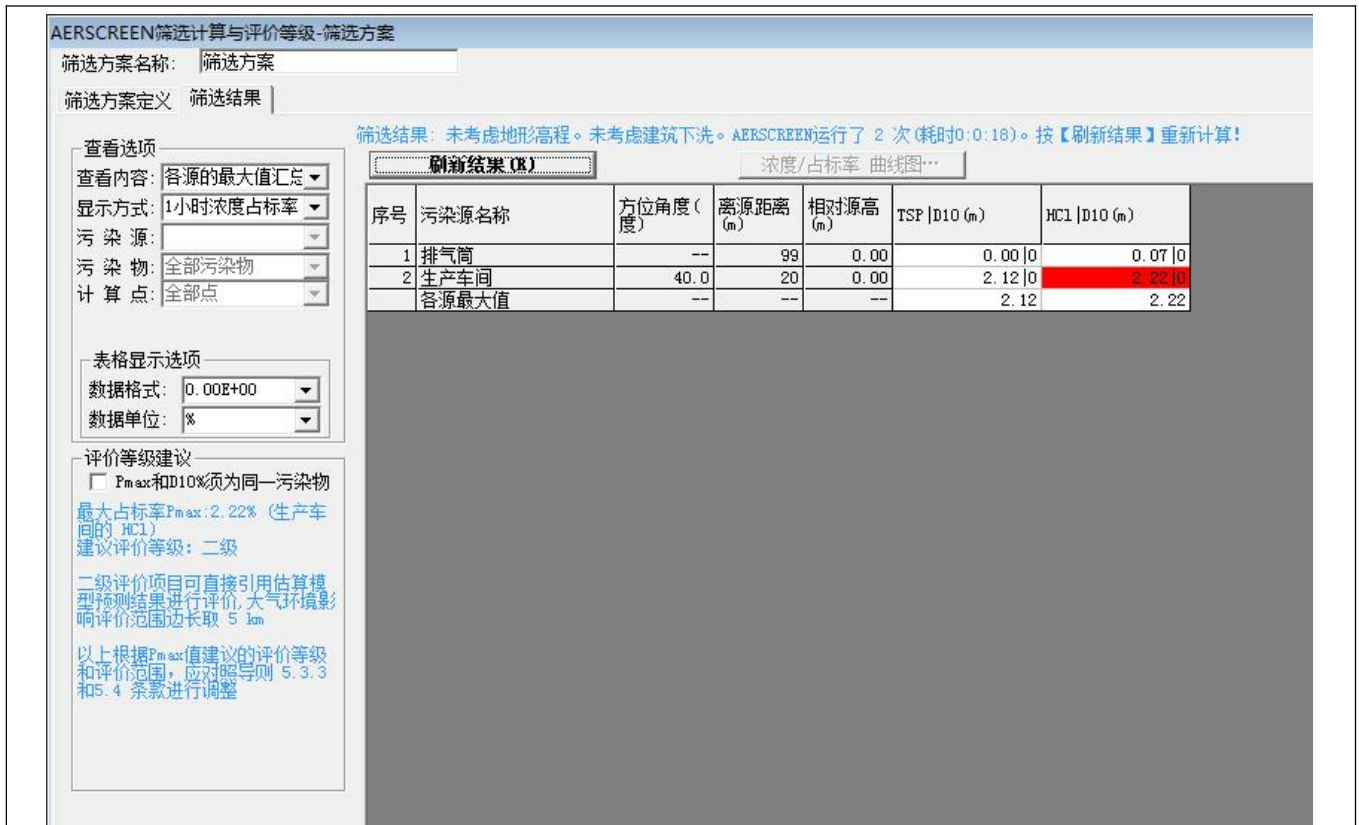 AERSCREEN筛选计算与评价等级-筛选方案
筛选方案名称: 筛选方案
筛选方案定义 筛选结果
筛选结果: 未考虑地形高程。未考虑建筑下洗。AERSCREEN运行了 2 次(耗时0:0:18)。按【刷新结果】重新计算!
刷新结果(R) 浓度/占标率 曲线图…
查看选项
查看内容: 各源的最大值汇总
显示方式: 1小时浓度占标率
污 染 源:
污 染 物: 全部污染物
计 算 点: 全部点
序号 污染源名称 方位角度(度) 离源距离(m) 相对源高(m) TSP|D10(m) HCl|D10(m)
1 排气筒 -- 99 0.00 0.00|0 0.07|0
2 生产车间 40.0 20 0.00 2.12|0 2.22|0
各源最大值 -- -- -- 2.12 2.22
表格显示选项
数据格式: 0.00E+00
数据单位: %
评价等级建议
Pmax和D10%须为同一污染物
最大占标率Pmax:2.22% (生产车
间的 HCl)
建议评价等级: 二级
二级评价项目可直接引用估算模
型预测结果进行评价,大气环境影
响评价范围边长取 5 km
以上根据Pmax值建议的评价等级
和评价范围,应对照导则 5.3.3
和5.4 条款进行调整